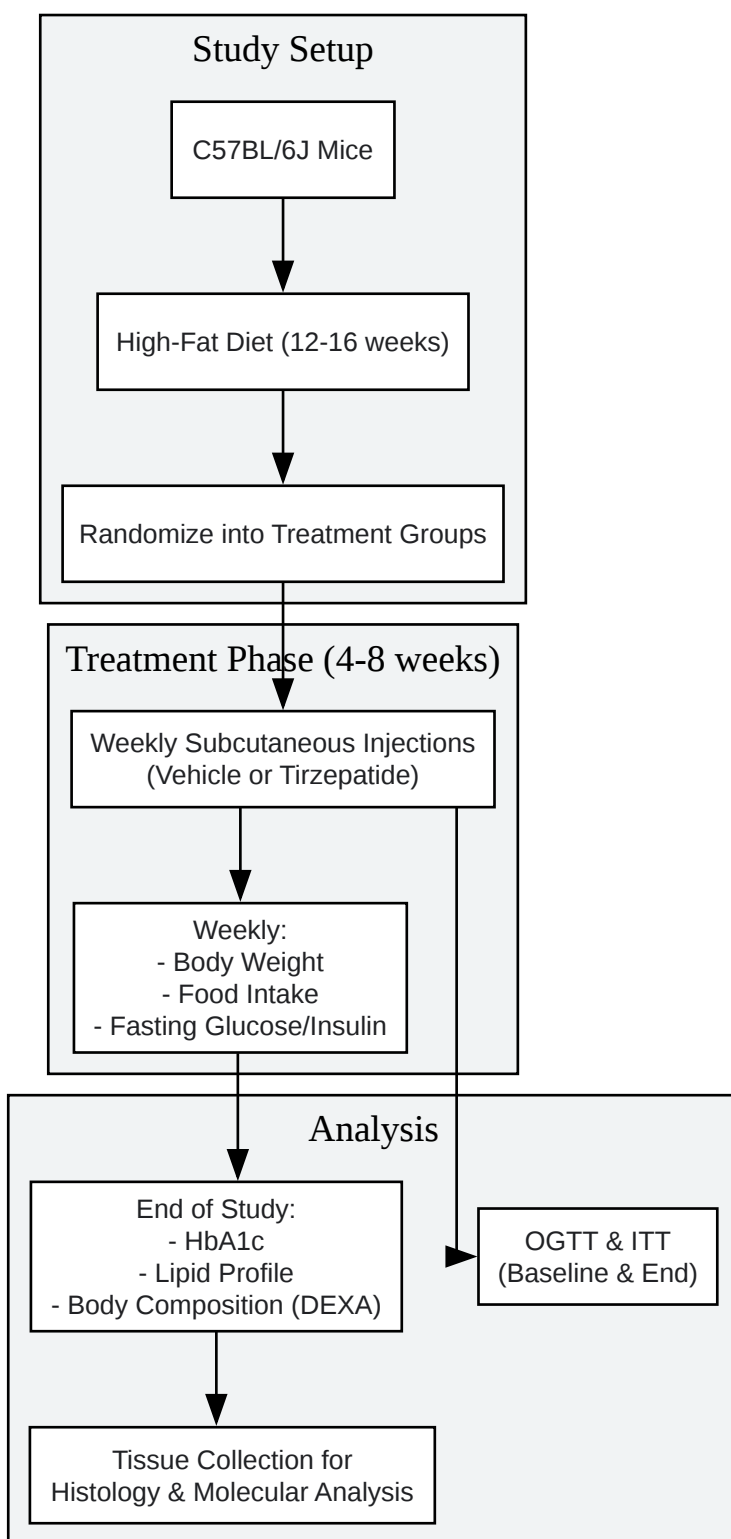 Study Setup
C57BL/6J Mice
High-Fat Diet (12-16 weeks)
Randomize into Treatment Groups
Treatment Phase (4-8 weeks)
Weekly Subcutaneous Injections
(Vehicle or Tirzepatide)
Weekly:
- Body Weight
- Food Intake
- Fasting Glucose/Insulin
Analysis
End of Study:
- HbA1c
- Lipid Profile
- Body Composition (DEXA)
OGTT & ITT
(Baseline & End)
Tissue Collection for
Histology & Molecular Analysis